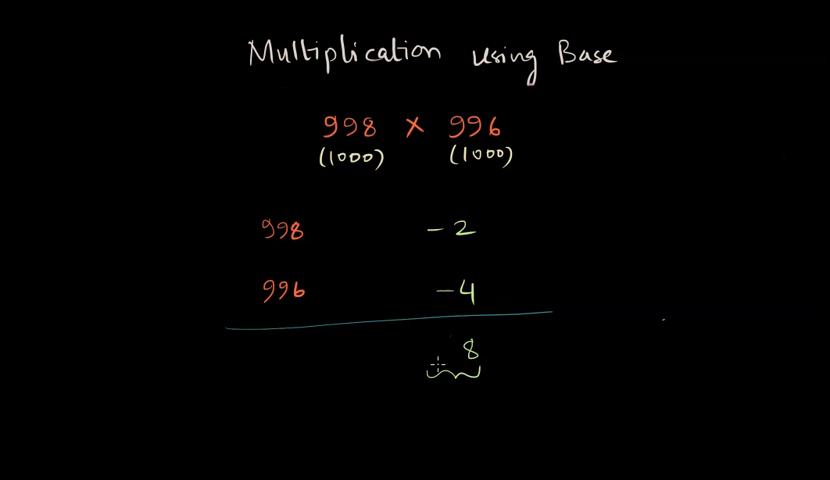 Multiplication using Base
998 × 996
(1000) (1000)
998 - 2
996 - 4
8